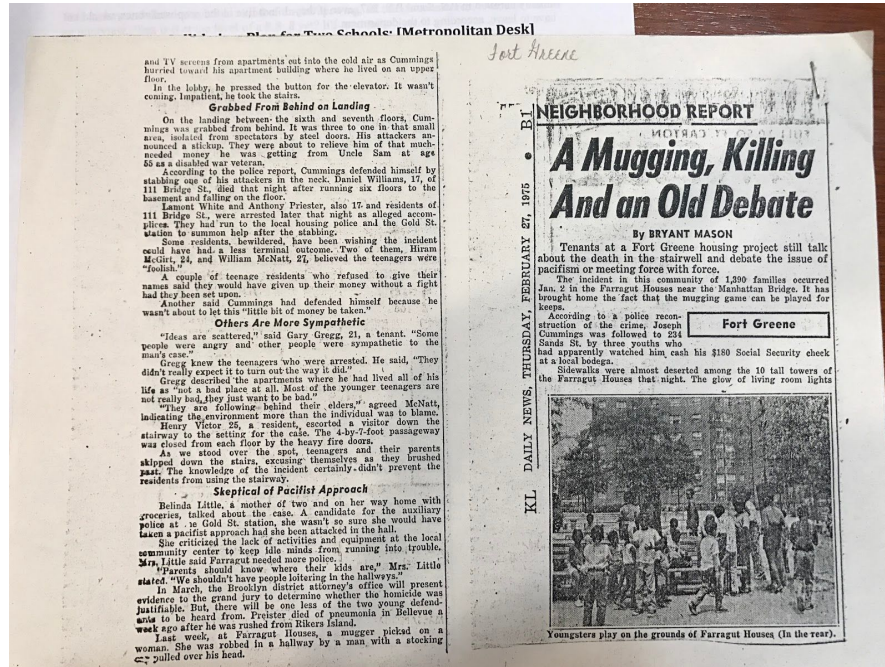 Plan for Two Schools: [Metropolitan Desk]
Fort Greene
KL DAILY NEWS, THURSDAY, FEBRUARY 27, 1975 • B1
NEIGHBORHOOD REPORT
A Mugging, Killing
And an Old Debate
By BRYANT MASON
Tenants at a Fort Greene housing project still talk
about the death in the stairwell and debate the issue of
pacifism or meeting force with force.
The incident in this community of 1,390 families occurred
Jan. 2 in the Farragut Houses near the Manhattan Bridge. It has
brought home the fact that the mugging game can be played for
keeps.
According to a police recon-
struction of the crime, Joseph
Cummings was followed to 234
Sands St. by three youths who
had apparently watched him cash his $180 Social Security check
at a local bodega.
Fort Greene
Sidewalks were almost deserted among the 10 tall towers of
the Farragut Houses that night. The glow of living room lights
Youngsters play on the grounds of Farragut Houses (In the rear).
and TV screens from apartments cut into the cold air as Cummings
hurried toward his apartment building where he lived on an upper
floor.
In the lobby, he pressed the button for the elevator. It wasn't
coming. Impatient, he took the stairs.
Grabbed From Behind on Landing
On the landing between the sixth and seventh floors, Cum-
mings was grabbed from behind. It was three to one in that small
area, isolated from spectators by steel doors. His attackers an-
nounced a stickup. They were about to relieve him of that much-
needed money he was getting from Uncle Sam at age
55 as a disabled war veteran.
According to the police report, Cummings defended himself by
stabbing one of his attackers in the neck. Daniel Williams, 17, of
111 Bridge St., died that night after running six floors to the
basement and falling on the floor.
Lamont White and Anthony Priester, also 17 and residents of
111 Bridge St., were arrested later that night as alleged accom-
plices. They had run to the local housing police and the Gold St.
station to summon help after the stabbing.
Some residents, bewildered, have been wishing the incident
could have had a less terminal outcome. Two of them, Hiram
McGirt, 24, and William McNatt, 27, believed the teenagers were
"foolish."
A couple of teenage residents who refused to give their
names said they would have given up their money without a fight
had they been set upon.
Another said Cummings had defended himself because he
wasn't about to let this "little bit of money be taken."
Others Are More Sympathetic
"Ideas are scattered," said Gary Gregg, 21, a tenant. "Some
people were angry and other people were sympathetic to the
man's case."
Gregg knew the teenagers who were arrested. He said, "They
didn't really expect it to turn out the way it did."
Gregg described the apartments where he had lived all of his
life as "not a bad place at all. Most of the younger teenagers are
not really bad, they just want to be bad."
"They are following behind their elders," agreed McNatt,
indicating the environment more than the individual was to blame.
Henry Victor 25, a resident, escorted a visitor down the
stairway to the setting for the case. The 4-by-7-foot passageway
was closed from each floor by the heavy fire doors.
As we stood over the spot, teenagers and their parents
skipped down the stairs, excusing themselves as they brushed
past. The knowledge of the incident certainly didn't prevent the
residents from using the stairway.
Skeptical of Pacifist Approach
Belinda Little, a mother of two and on her way home with
groceries, talked about the case. A candidate for the auxiliary
police at the Gold St. station, she wasn't so sure she would have
taken a pacifist approach had she been attacked in the hall.
She criticized the lack of activities and equipment at the local
community center to keep idle minds from running into trouble.
Mrs. Little said Farragut needed more police.
"Parents should know where their kids are," Mrs. Little
stated. "We shouldn't have people loitering in the hallways."
In March, the Brooklyn district attorney's office will present
evidence to the grand jury to determine whether the homicide was
justifiable. But, there will be one less of the two young defend-
ants to be heard from. Preister died of pneumonia in Bellevue a
week ago after he was rushed from Rikers Island.
Last week, at Farragut Houses, a mugger picked on a
woman. She was robbed in a hallway by a man with a stocking
cap pulled over his head.